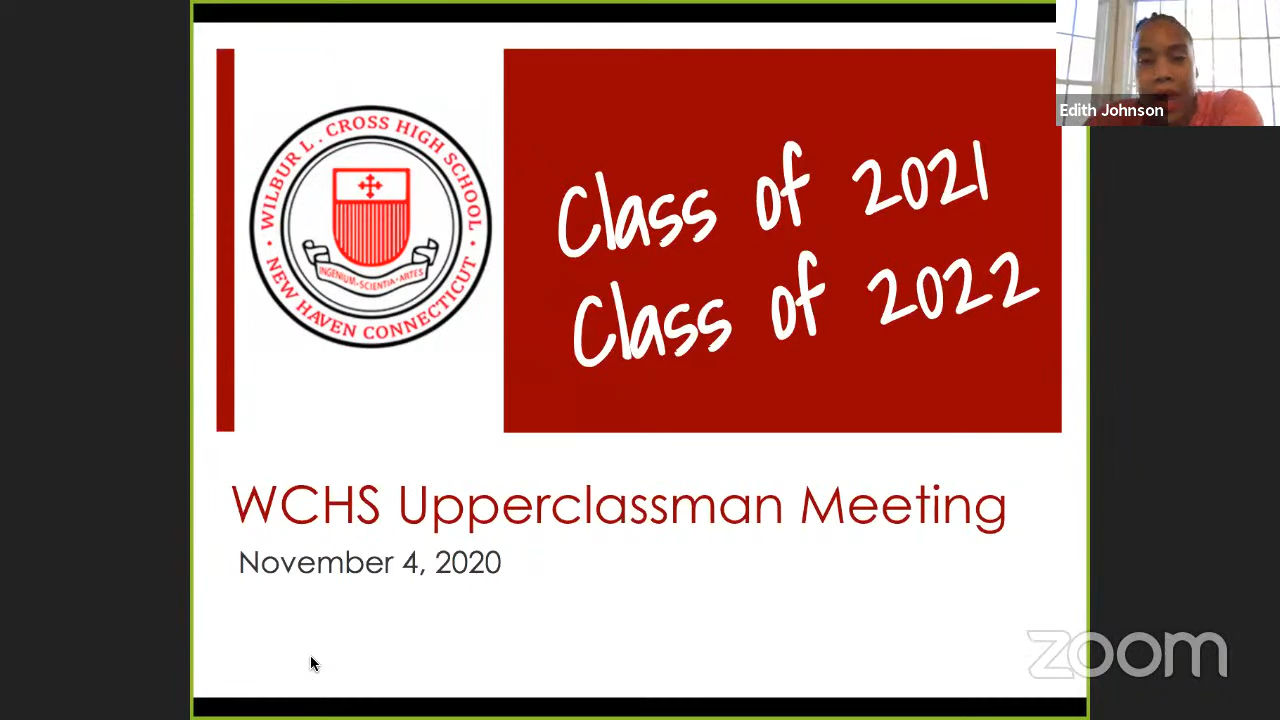 WILBUR L . CROSS HIGH SCHOOL
INGENIUM-SCIENTIA-ARTES
• NEW HAVEN CONNECTICUT •
Class of 2021
Class of 2022
Edith Johnson
WCHS Upperclassman Meeting
November 4, 2020
zoom